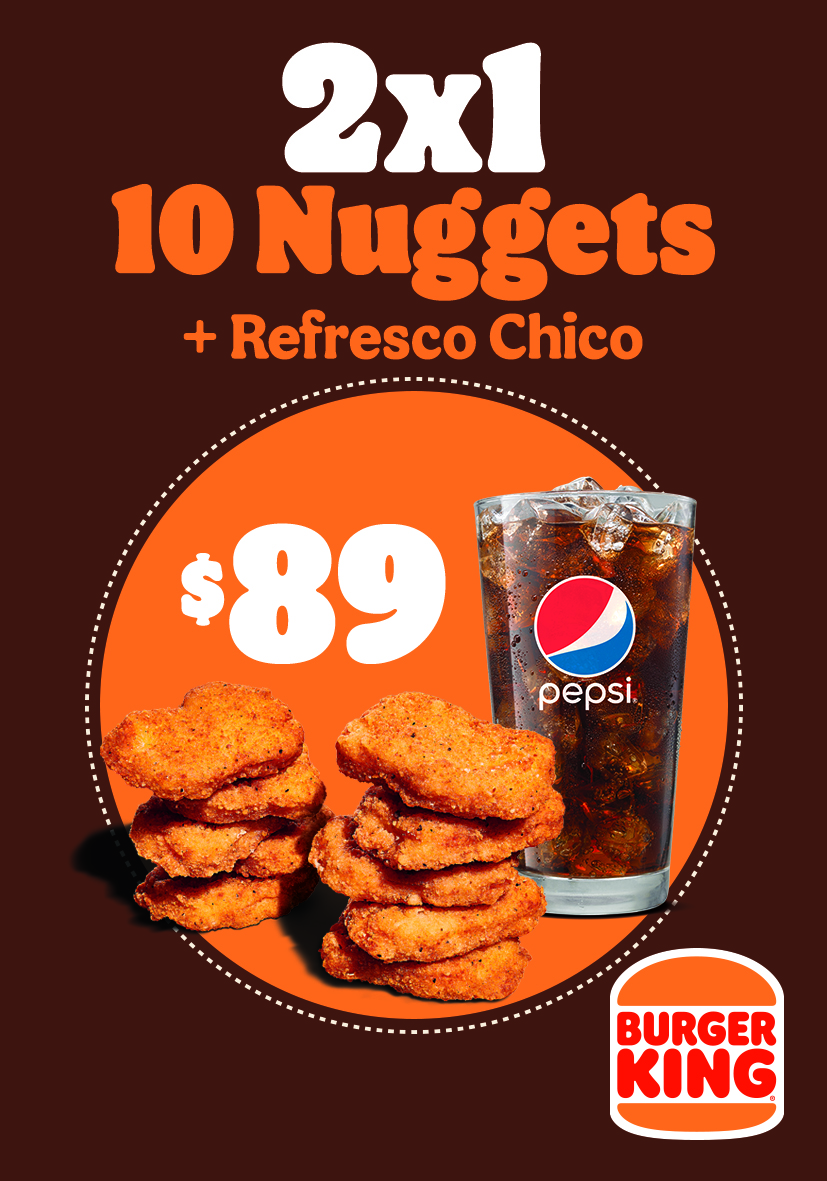 2x1
10 Nuggets
+ Refresco Chico
$89
pepsi
BURGER
KING